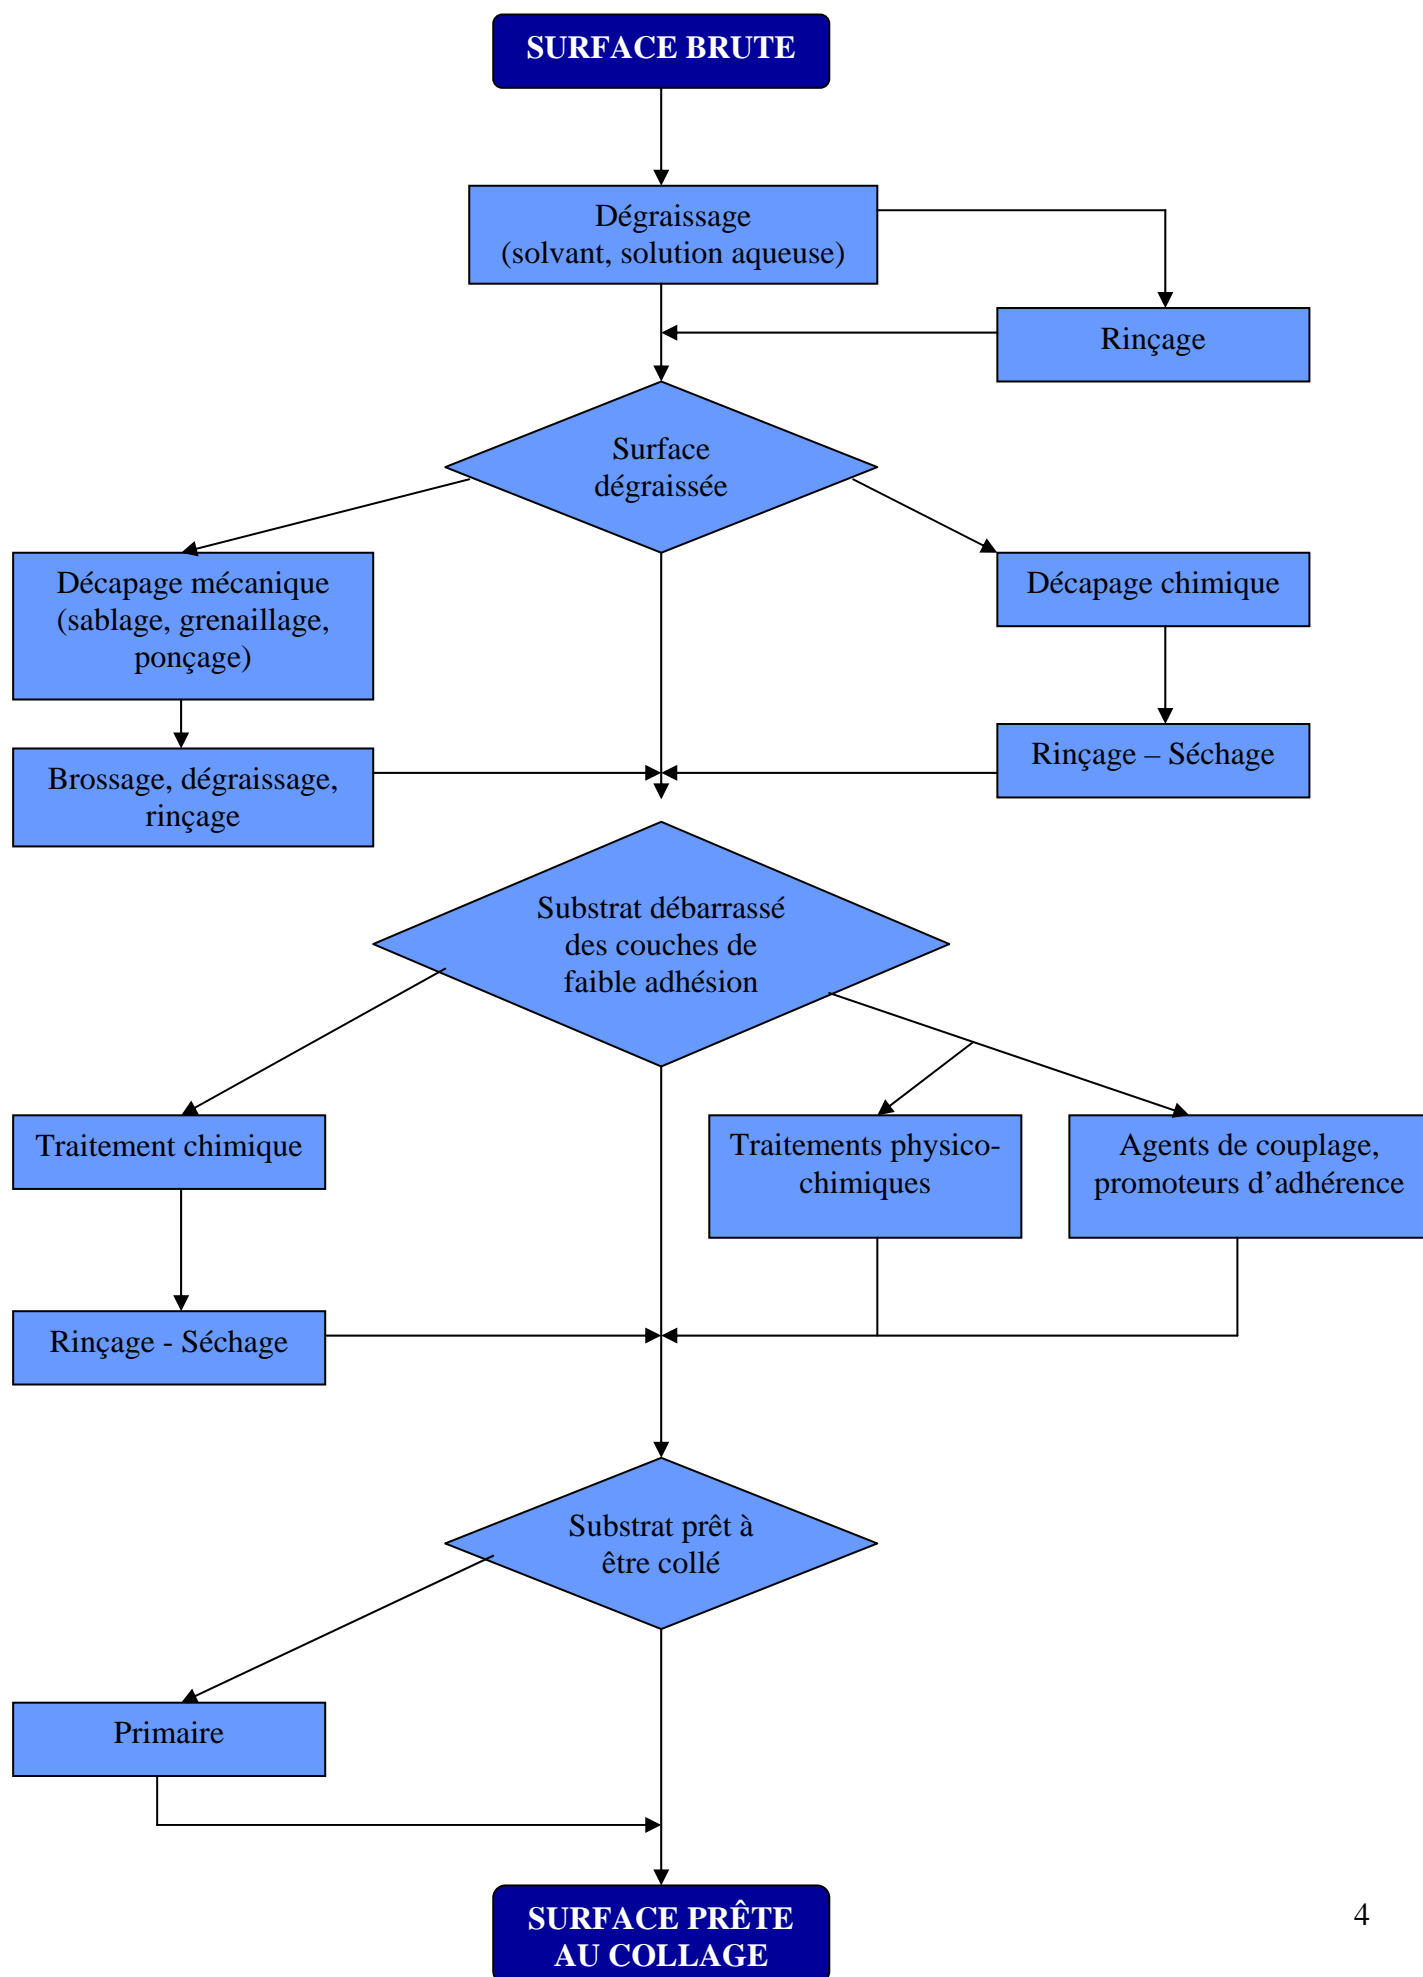 SURFACE BRUTE
Dégraissage
(solvant, solution aqueuse)
Rinçage
Surface
dégraissée
Décapage mécanique
(sablage, grenaillage,
ponçage)
Décapage chimique
Brossage, dégraissage,
rinçage
Rinçage – Séchage
Substrat débarrassé
des couches de
faible adhésion
Traitement chimique
Traitements physico-
chimiques
Agents de couplage,
promoteurs d’adhérence
Rinçage - Séchage
Substrat prêt à
être collé
Primaire
SURFACE PRÊTE
AU COLLAGE
4